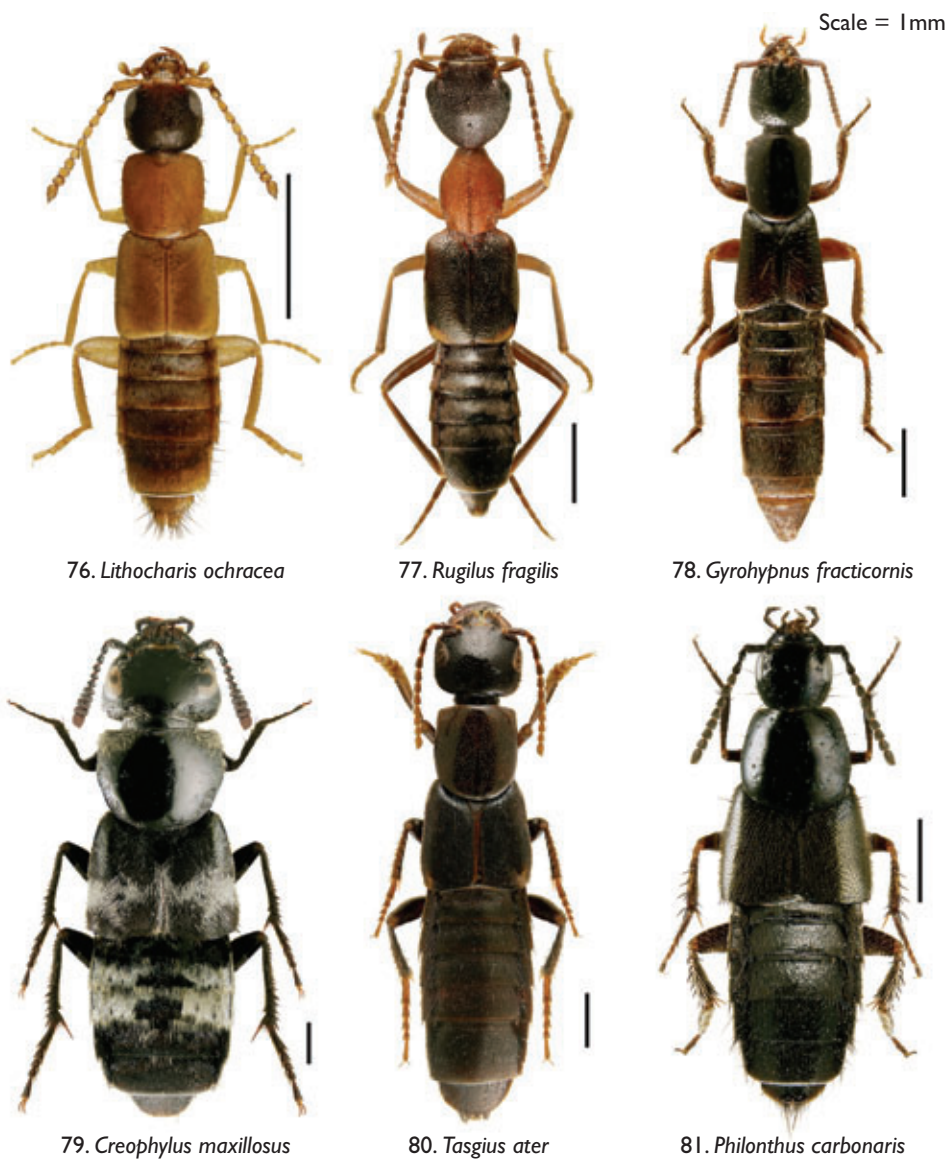 Scale = 1mm
76. Lithocharis ochracea
77. Rugilus fragilis
78. Gyrohypnus fracticornis
79. Creophylus maxillosus
80. Tasgius ater
81. Philonthus carbonaris